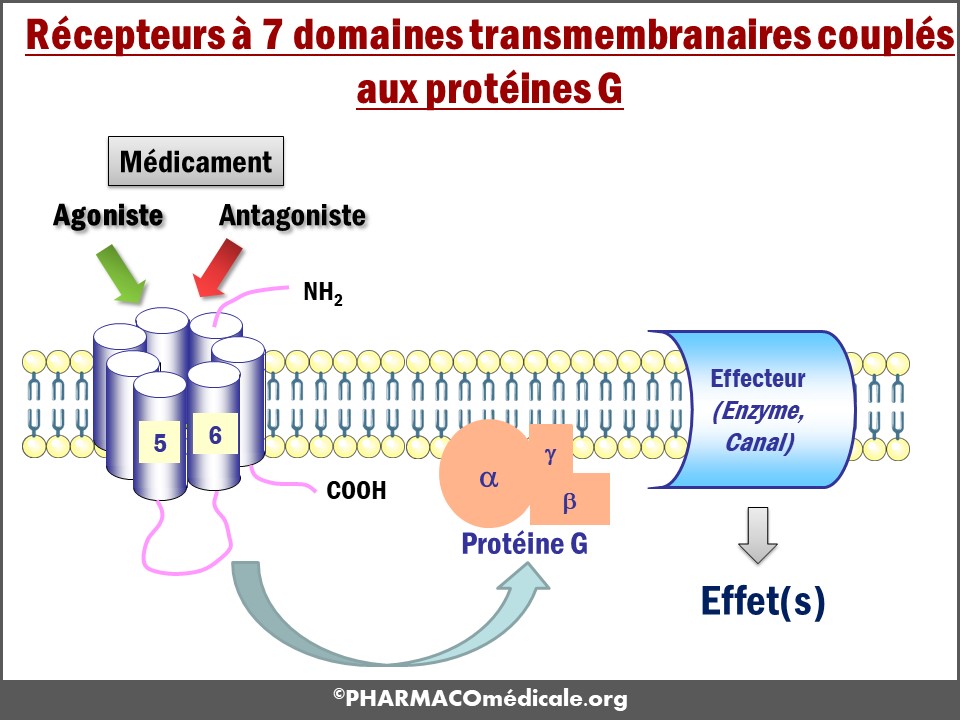 Récepteurs à 7 domaines transmembranaires couplés
aux protéines G
Médicament
Agoniste
Antagoniste
NH₂
5
6
COOH
α
γ
β
Protéine G
Effecteur
(Enzyme,
Canal)
Effet(s)
©PHARMACOmédicale.org